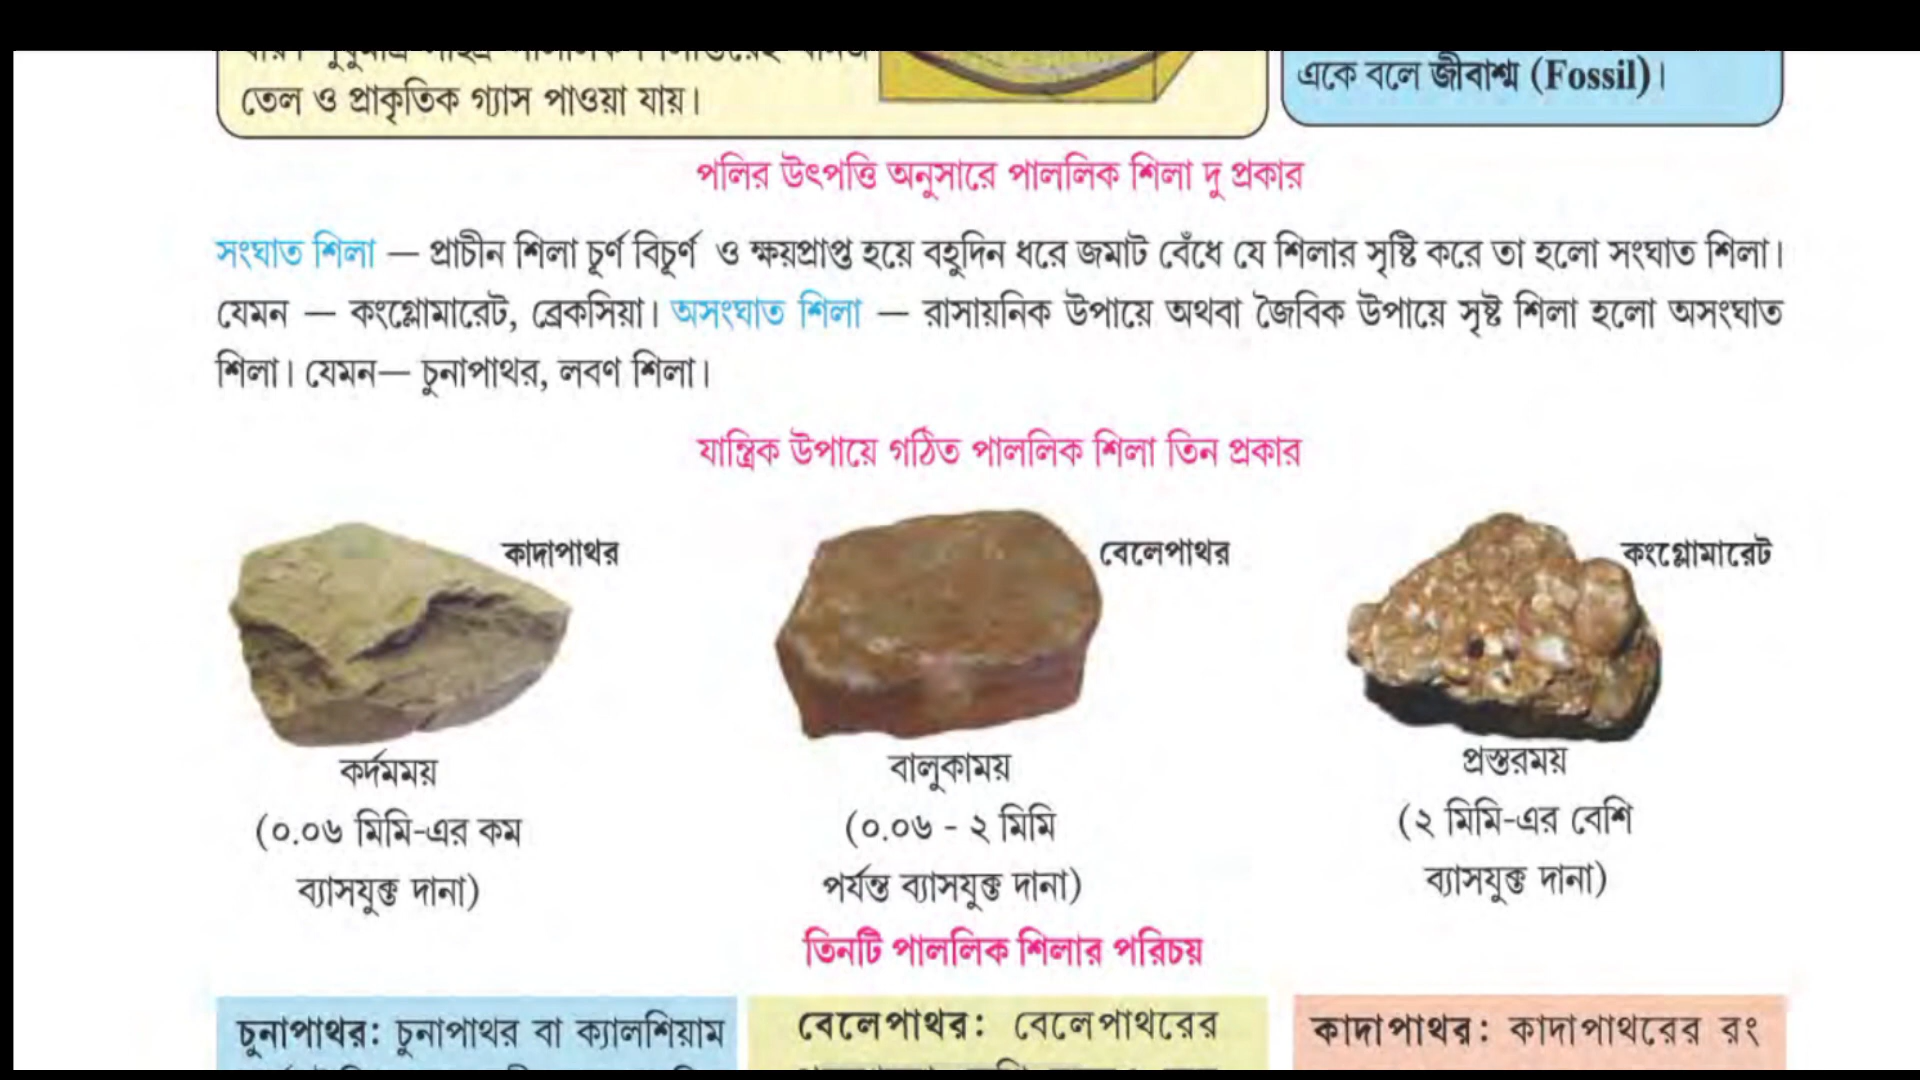 তেল ও প্রাকৃতিক গ্যাস পাওয়া যায়।
একে বলে জীবাশ্ম (Fossil)।
পলির উৎপত্তি অনুসারে পাললিক শিলা দু প্রকার
সংঘাত শিলা — প্রাচীন শিলা চূর্ণ বিচূর্ণ ও ক্ষয়প্রাপ্ত হয়ে বহুদিন ধরে জমাট বেঁধে যে শিলার সৃষ্টি করে তা হলো সংঘাত শিলা।
যেমন — কংগ্লোমারেট, ব্রেকসিয়া। অসংঘাত শিলা — রাসায়নিক উপায়ে অথবা জৈবিক উপায়ে সৃষ্ট শিলা হলো অসংঘাত
শিলা। যেমন— চুনাপাথর, লবণ শিলা।
যান্ত্রিক উপায়ে গঠিত পাললিক শিলা তিন প্রকার
কাদাপাথর
বেলেপাথর
কংগ্লোমারেট
কর্দমময়
(০.০৬ মিমি-এর কম
ব্যাসযুক্ত দানা)
বালুকাময়
(০.০৬ - ২ মিমি
পর্যন্ত ব্যাসযুক্ত দানা)
প্রস্তরময়
(২ মিমি-এর বেশি
ব্যাসযুক্ত দানা)
তিনটি পাললিক শিলার পরিচয়
চুনাপাথর: চুনাপাথর বা ক্যালশিয়াম
বেলেপাথর: বেলেপাথরের
কাদাপাথর: কাদাপাথরের রং